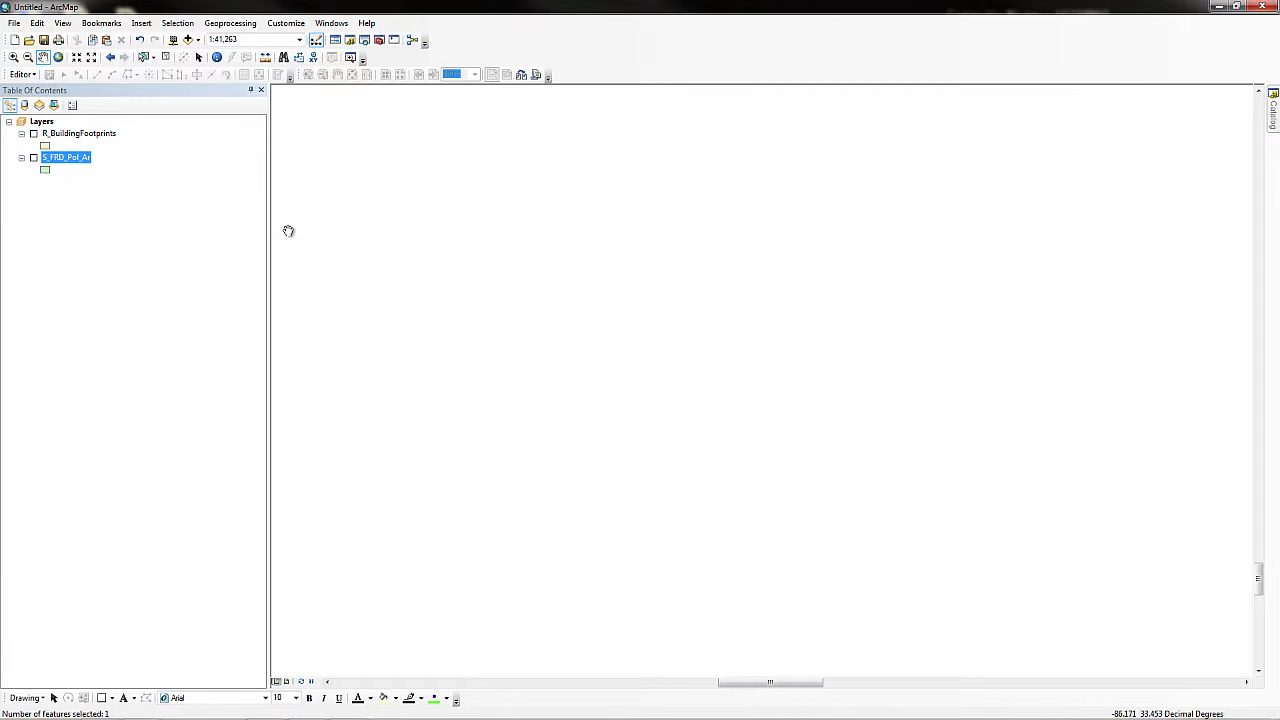 Untitled - ArcMap
File Edit View Bookmarks Insert Selection Geoprocessing Customize Windows Help
1:41,263
Editor
Table Of Contents
Layers
R_BuildingFootprints
S_FRD_Pol_Ar
Catalog
Drawing A Arial 10 B I U A
Number of features selected: 1
-86.171 33.453 Decimal Degrees